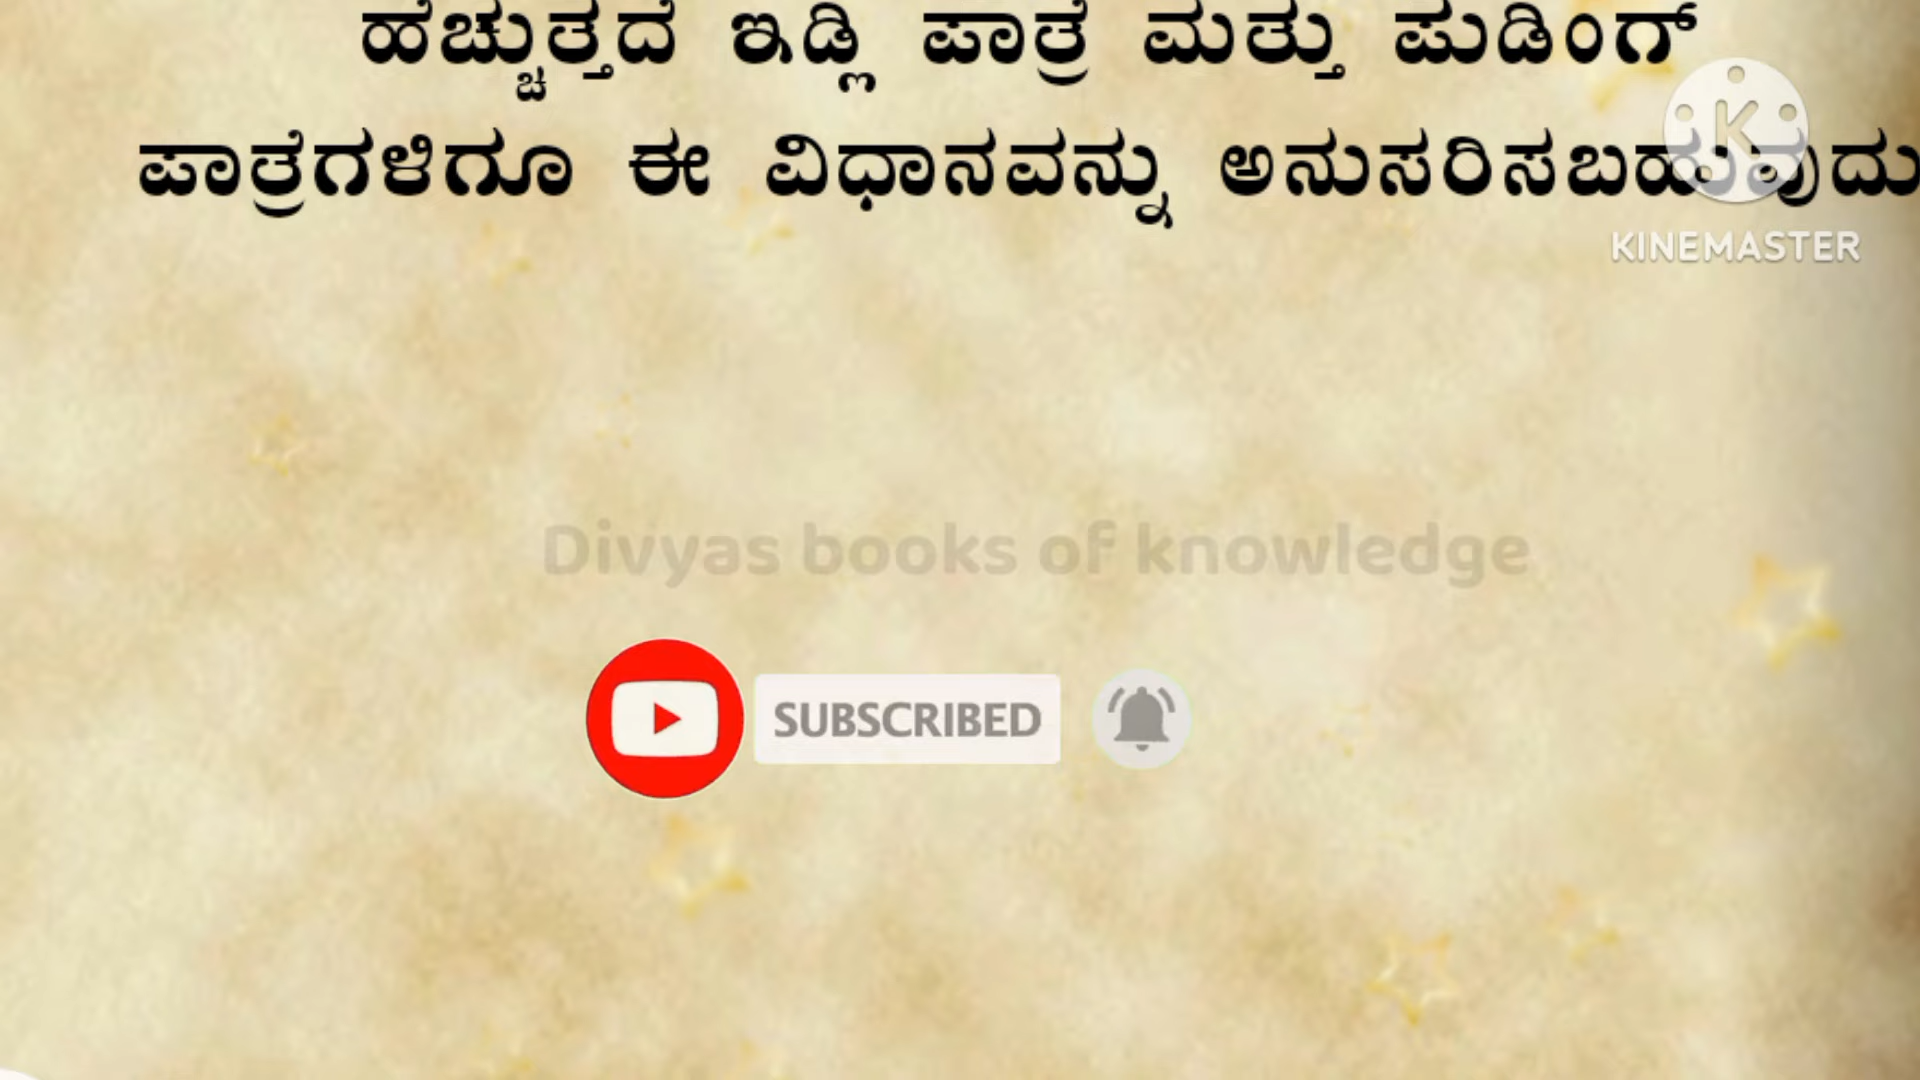 ಹೆಚ್ಚುತ್ತದೆ ಇಡ್ಲಿ ಪಾತ್ರೆ ಮತ್ತು ಪುಡಿಂಗ್
ಪಾತ್ರೆಗಳಿಗೂ ಈ ವಿಧಾನವನ್ನು ಅನುಸರಿಸಬಹುವುದು
K
KINEMASTER
Divyas books of knowledge
SUBSCRIBED